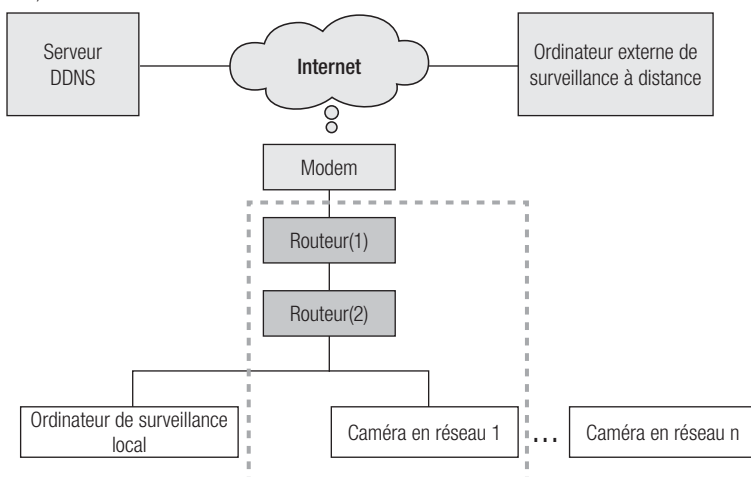 Serveur
DDNS
Internet
Ordinateur externe de
surveillance à distance
Modem
Routeur(1)
Routeur(2)
Ordinateur de surveillance
local
Caméra en réseau 1
...
Caméra en réseau n